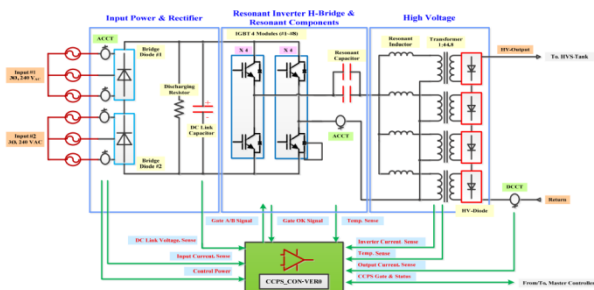 Input Power & Rectifier
Resonant Inverter H-Bridge &
Resonant Components
High Voltage
ACCT
Bridge
Diode #1
Input #1
3Ø, 240 VAC
Input #2
3Ø, 240 VAC
Bridge
Diode #2
Discharging
Resistor
DC Link
Capacitor
IGBT 4 Modules (#1~#8)
X 4
X 4
Resonant
Capacitor
ACCT
Resonant
Inductor
Transformer
1:44.8
HV-Output
To. HVS-Tank
DCCT
Return
HV-Diode
Gate A/B Signal
Gate OK Signal
Temp. Sense
DC Link Voltage. Sense
Input Current. Sense
Control Power
CCPS_CON-VER0
Inverter Current. Sense
Temp. Sense
Output Current. Sense
CCPS Gate & Status
From/To, Master Controller